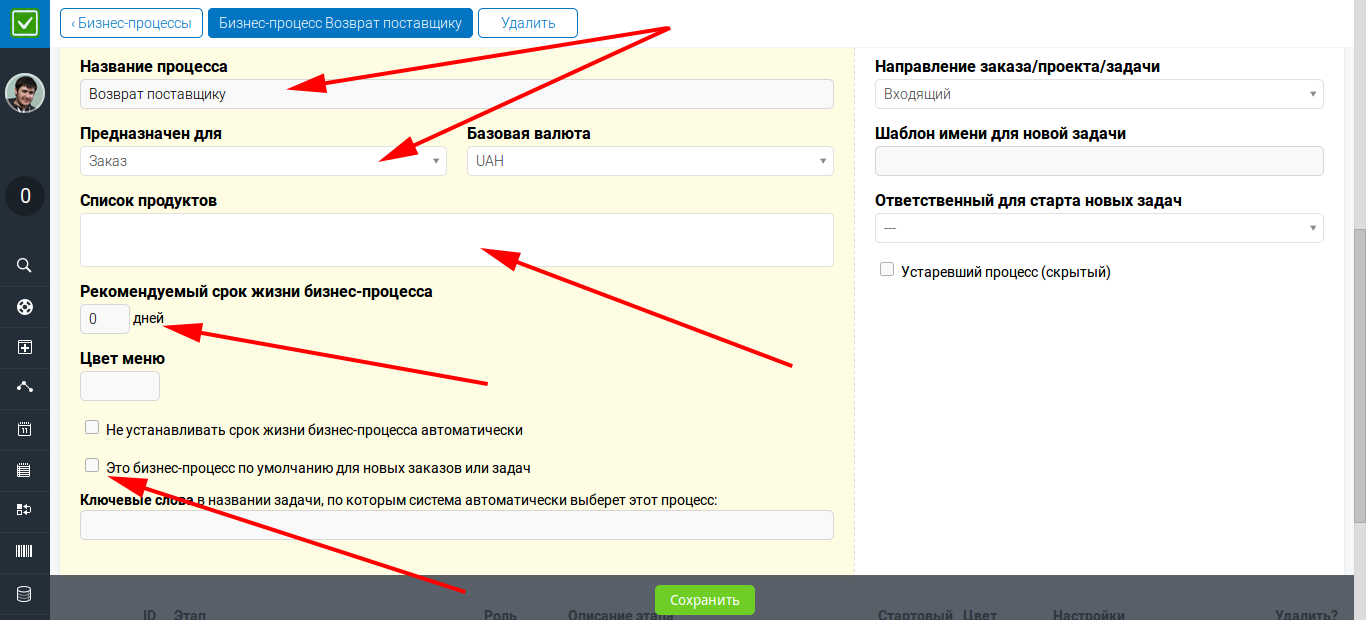 ‹ Бизнес-процессы
Бизнес-процесс Возврат поставщику
Удалить
Название процесса
Возврат поставщику
Предназначен для
Базовая валюта
Заказ
UAH
Список продуктов
Рекомендуемый срок жизни бизнес-процесса
0 дней
Цвет меню
Не устанавливать срок жизни бизнес-процесса автоматически
Это бизнес-процесс по умолчанию для новых заказов или задач
Ключевые слова в названии задачи, по которым система автоматически выберет этот процесс:
Направление заказа/проекта/задачи
Входящий
Шаблон имени для новой задачи
Ответственный для старта новых задач
---
Устаревший процесс (скрытый)
0
11
Сохранить
ID Этап Роль Описание этапа Стартовый Цвет Настройки Удалить?